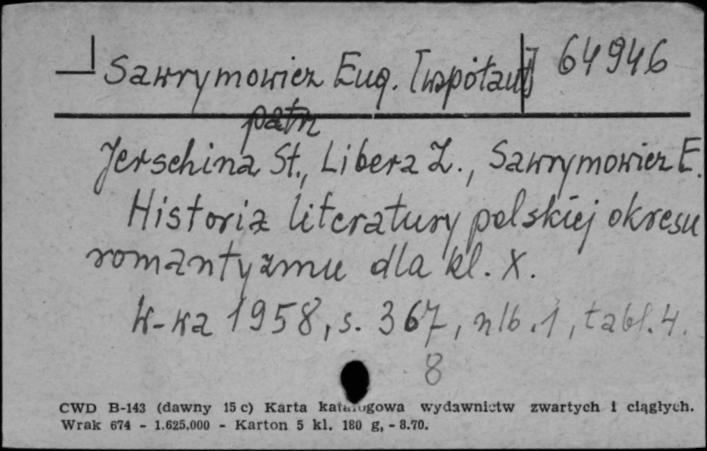 Sawrymowicz Eug. [współaut] 64946
patrz
Jerschina St., Libera Z., Sawrymowicz E.
Historia literatury polskiej okresu
romantyzmu dla kl. X.
W-wa 1958, s. 367, nlb. 1, tabl. 4.
8
CWD B-143 (dawny 15 c) Karta katalogowa wydawnictw zwartych i ciągłych.
Wrak 674 - 1.625.000 - Karton 5 kl. 180 g, - 8.70.